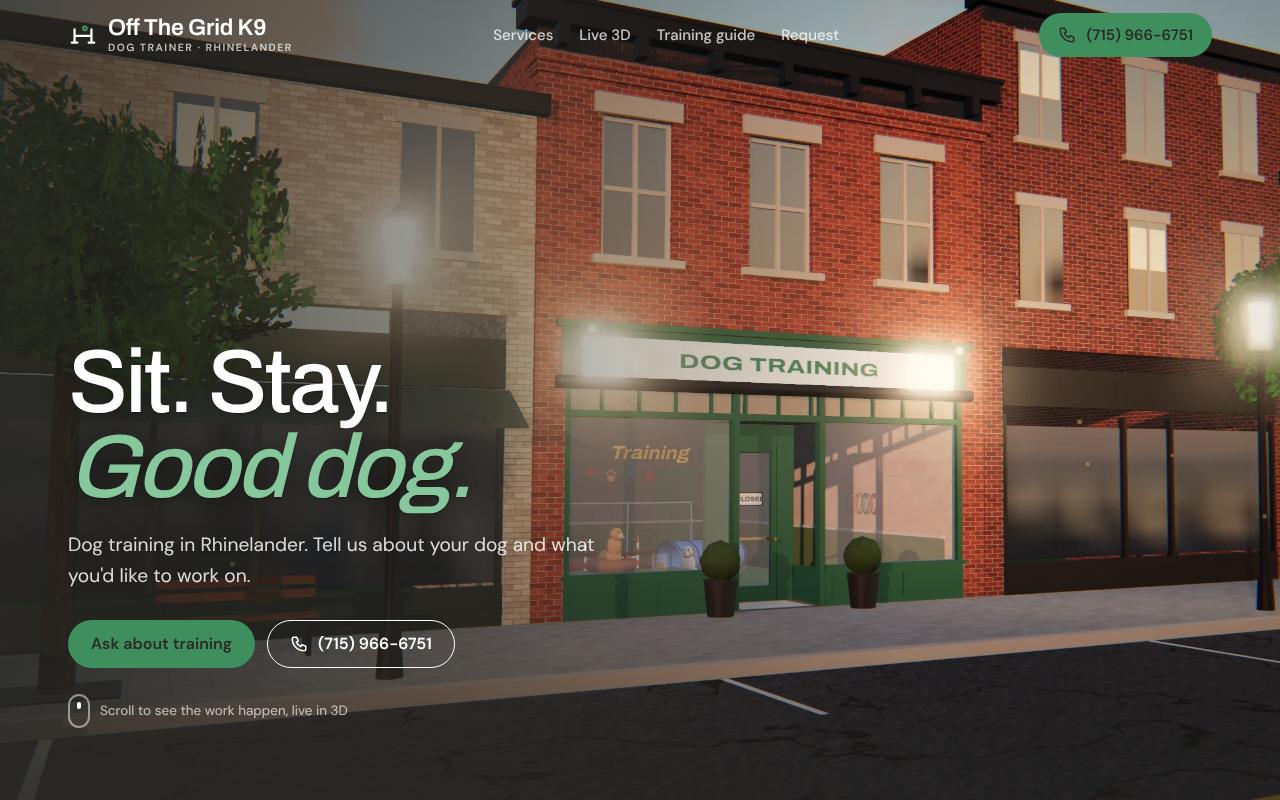 Off The Grid K9
DOG TRAINER · RHINELANDER
Services
Live 3D
Training guide
Request
(715) 966-6751
DOG TRAINING
Training
Sit. Stay.
Good dog.
Dog training in Rhinelander. Tell us about your dog and what
you'd like to work on.
Ask about training
(715) 966-6751
Scroll to see the work happen, live in 3D